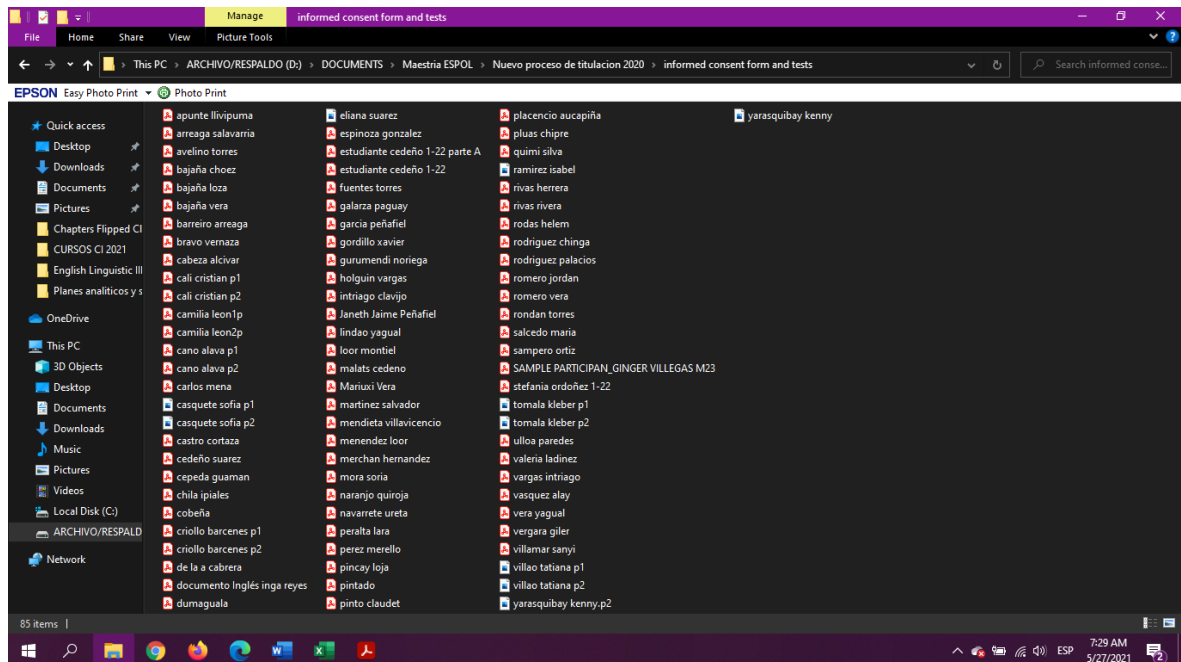 Manage
informed consent form and tests
File Home Share View Picture Tools
This PC > ARCHIVO/RESPALDO (D:) > DOCUMENTS > Maestria ESPOL > Nuevo proceso de titulacion 2020 > informed consent form and tests
Search informed conse...
EPSON Easy Photo Print Photo Print
Quick access
Desktop
Downloads
Documents
Pictures
Chapters Flipped Cl
CURSOS CI 2021
English Linguistic III
Planes analiticos y s
OneDrive
This PC
3D Objects
Desktop
Documents
Downloads
Music
Pictures
Videos
Local Disk (C:)
ARCHIVO/RESPALD
Network
apunte llivipuma
arreaga salavarria
avelino torres
bajaña choez
bajaña loza
bajaña vera
barreiro arreaga
bravo vernaza
cabeza alcivar
cali cristian p1
cali cristian p2
camilia leon1p
camilia leon2p
cano alava p1
cano alava p2
carlos mena
casquete sofia p1
casquete sofia p2
castro cortaza
cedeño suarez
cepeda guaman
chila ipiales
cobeña
criollo barcenes p1
criollo barcenes p2
de la a cabrera
documento Inglés inga reyes
dumaguala
eliana suarez
espinoza gonzalez
estudiante cedeño 1-22 parte A
estudiante cedeño 1-22
fuentes torres
galarza paguay
garcia peñafiel
gordillo xavier
gurumendi noriega
holguin vargas
intriago clavijo
Janeth Jaime Peñafiel
lindao yagual
loor montiel
malats cedeno
Mariuxi Vera
martinez salvador
mendieta villavicencio
menendez loor
merchan hernandez
mora soria
naranjo quiroja
navarrete ureta
peralta lara
perez merello
pincay loja
pintado
pinto claudet
placencio aucapiña
pluas chipre
quimi silva
ramirez isabel
rivas herrera
rivas rivera
rodas helem
rodriguez chinga
rodriguez palacios
romero jordan
romero vera
rondan torres
salcedo maria
sampero ortiz
SAMPLE PARTICIPAN_GINGER VILLEGAS M23
stefania ordoñez 1-22
tomala kleber p1
tomala kleber p2
ulloa paredes
valeria ladinez
vargas intriago
vasquez alay
vera yagual
vergara giler
villamar sanyi
villao tatiana p1
villao tatiana p2
yarasquibay kenny.p2
yarasquibay kenny
85 items
ESP
7:29 AM
5/27/2021